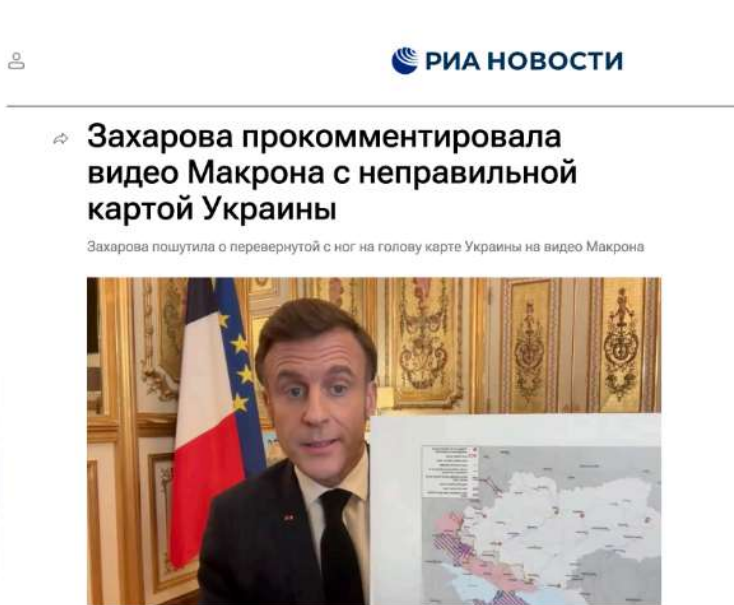 РИА НОВОСТИ
Захарова прокомментировала
видео Макрона с неправильной
картой Украины
Захарова пошутила о перевернутой с ног на голову карте Украины на видео Макрона